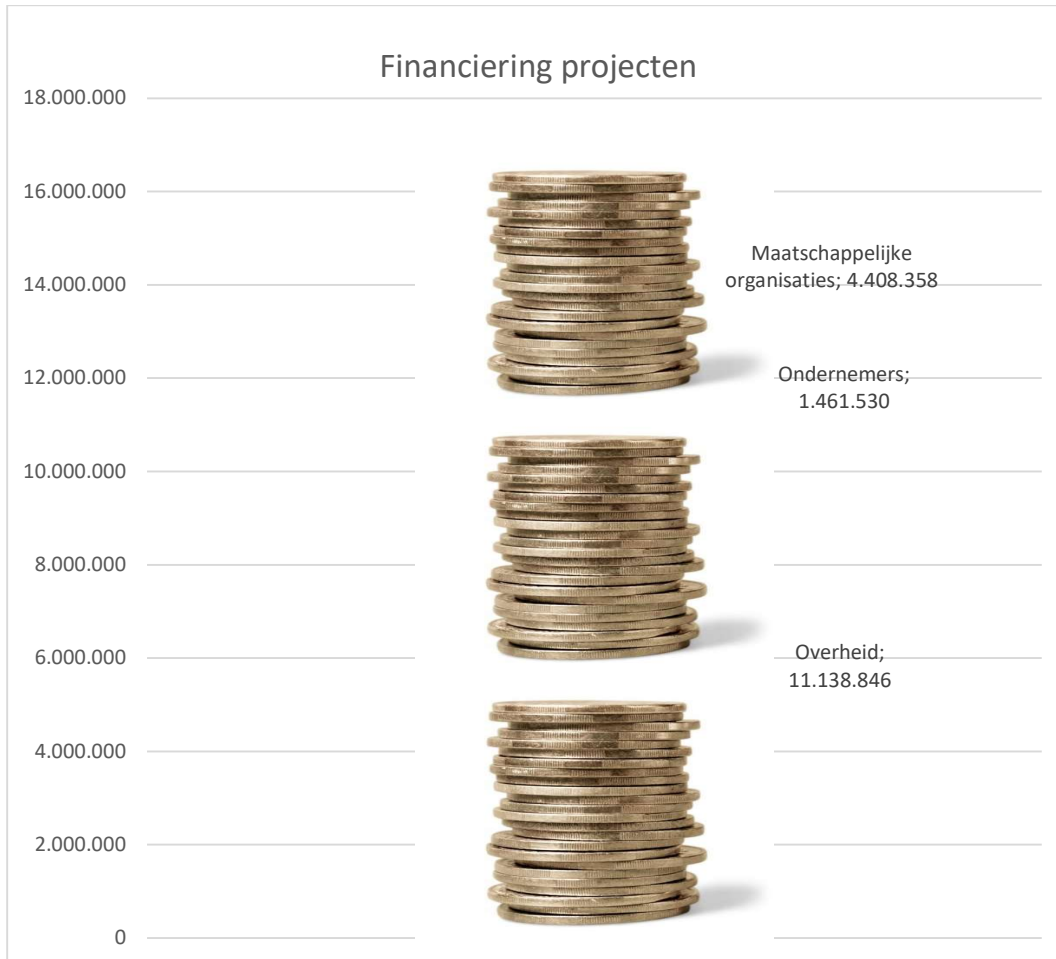 Financiering projecten
18.000.000
16.000.000
14.000.000
12.000.000
10.000.000
8.000.000
6.000.000
4.000.000
2.000.000
0
Maatschappelijke
organisaties; 4.408.358
Ondernemers;
1.461.530
Overheid;
11.138.846